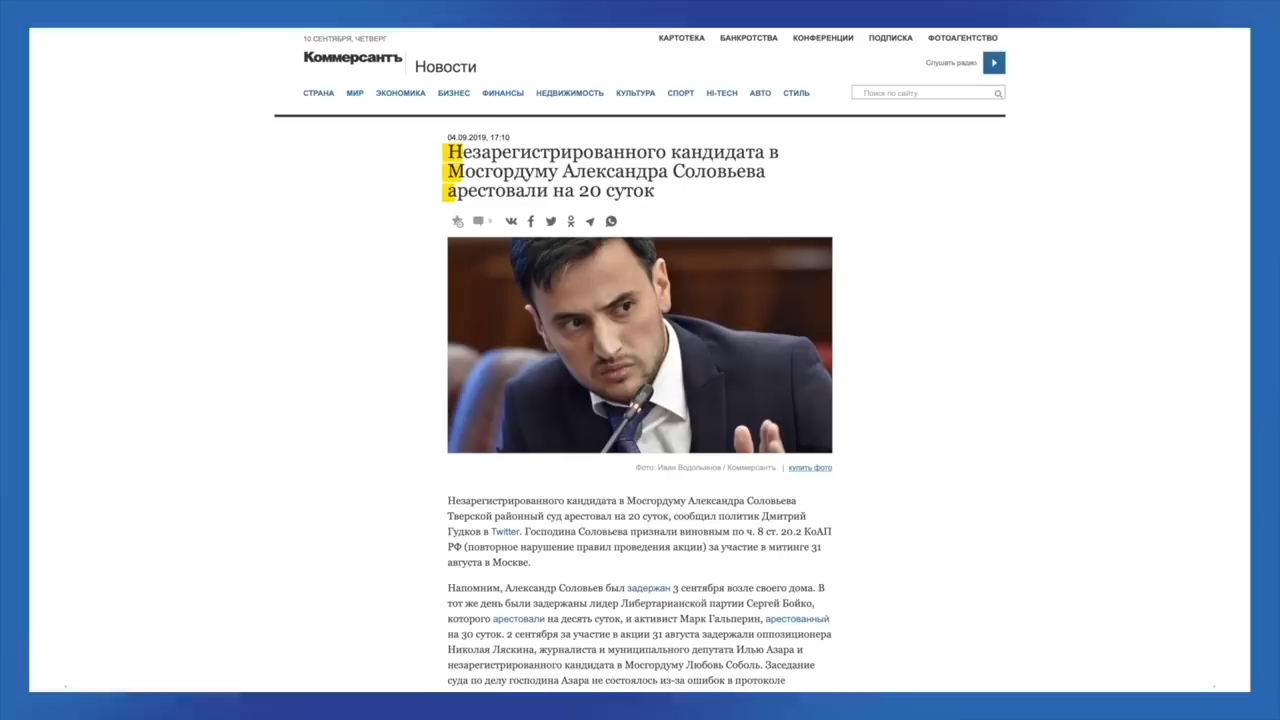 10 СЕНТЯБРЯ, ЧЕТВЕРГ
КАРТОТЕКА БАНКРОТСТВА КОНФЕРЕНЦИИ ПОДПИСКА ФОТОАГЕНТСТВО
Коммерсантъ Новости
Слушать радио
СТРАНА МИР ЭКОНОМИКА БИЗНЕС ФИНАНСЫ НЕДВИЖИМОСТЬ КУЛЬТУРА СПОРТ HI-TECH АВТО СТИЛЬ
Поиск по сайту
04.09.2019, 17:10
Незарегистрированного кандидата в
Мосгордуму Александра Соловьева
арестовали на 20 суток
Фото: Иван Водопьянов / Коммерсантъ | купить фото
Незарегистрированного кандидата в Мосгордуму Александра Соловьева
Тверской районный суд арестовал на 20 суток, сообщил политик Дмитрий
Гудков в Twitter. Господина Соловьева признали виновным по ч. 8 ст. 20.2 КоАП
РФ (повторное нарушение правил проведения акции) за участие в митинге 31
августа в Москве.
Напомним, Александр Соловьев был задержан 3 сентября возле своего дома. В
тот же день были задержаны лидер Либертарианской партии Сергей Бойко,
которого арестовали на десять суток, и активист Марк Гальперин, арестованный
на 30 суток. 2 сентября за участие в акции 31 августа задержали оппозиционера
Николая Ляскина, журналиста и муниципального депутата Илью Азара и
незарегистрированного кандидата в Мосгордуму Любовь Соболь. Заседание
суда по делу господина Азара не состоялось из-за ошибок в протоколе